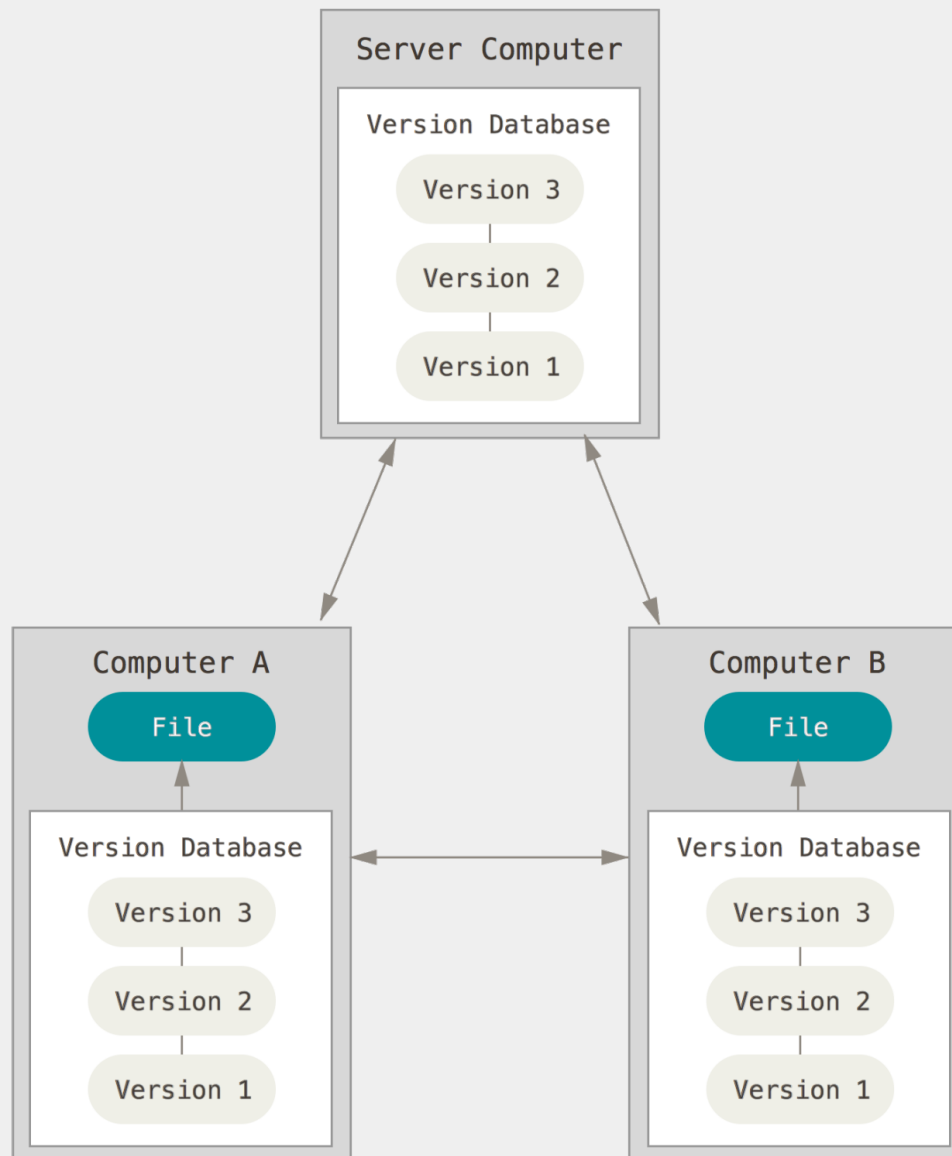 Server Computer
Version Database
Version 3
Version 2
Version 1
Computer A
File
Version Database
Version 3
Version 2
Version 1
Computer B
File
Version Database
Version 3
Version 2
Version 1